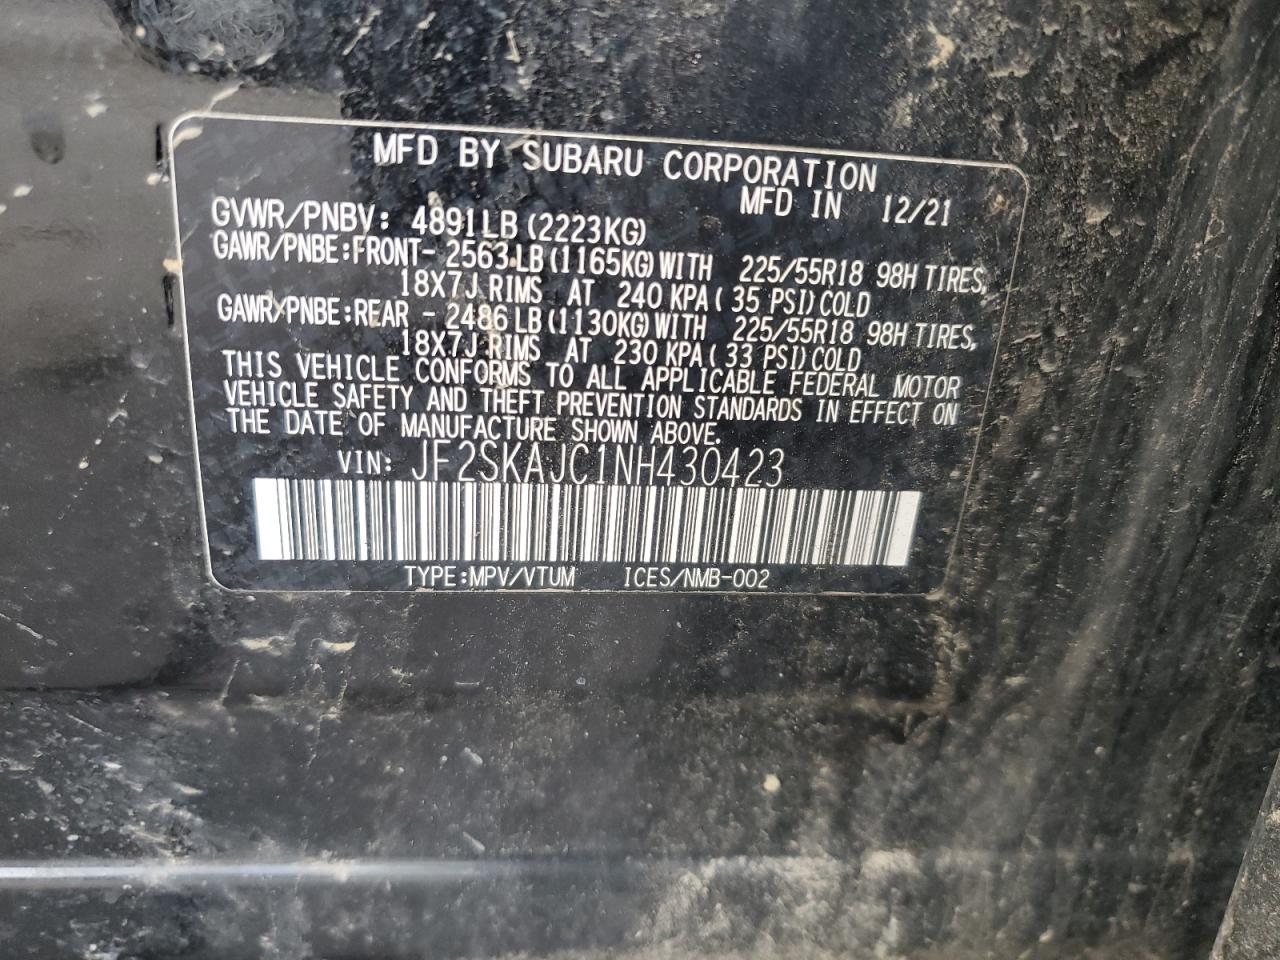 MFD BY SUBARU CORPORATION
MFD IN 12/21
GVWR/PNBV: 4891LB (2223KG)
GAWR/PNBE:FRONT- 2563 LB (1165KG) WITH 225/55R18 98H TIRES,
18X7J RIMS AT 240 KPA ( 35 PSI) COLD
GAWR/PNBE:REAR - 2486 LB (1130KG) WITH 225/55R18 98H TIRES,
18X7J RIMS AT 230 KPA ( 33 PSI) COLD
THIS VEHICLE CONFORMS TO ALL APPLICABLE FEDERAL MOTOR
VEHICLE SAFETY AND THEFT PREVENTION STANDARDS IN EFFECT ON
THE DATE OF MANUFACTURE SHOWN ABOVE.
VIN: JF2SKAJC1NH430423
TYPE:MPV/VTUM ICES/NMB-002